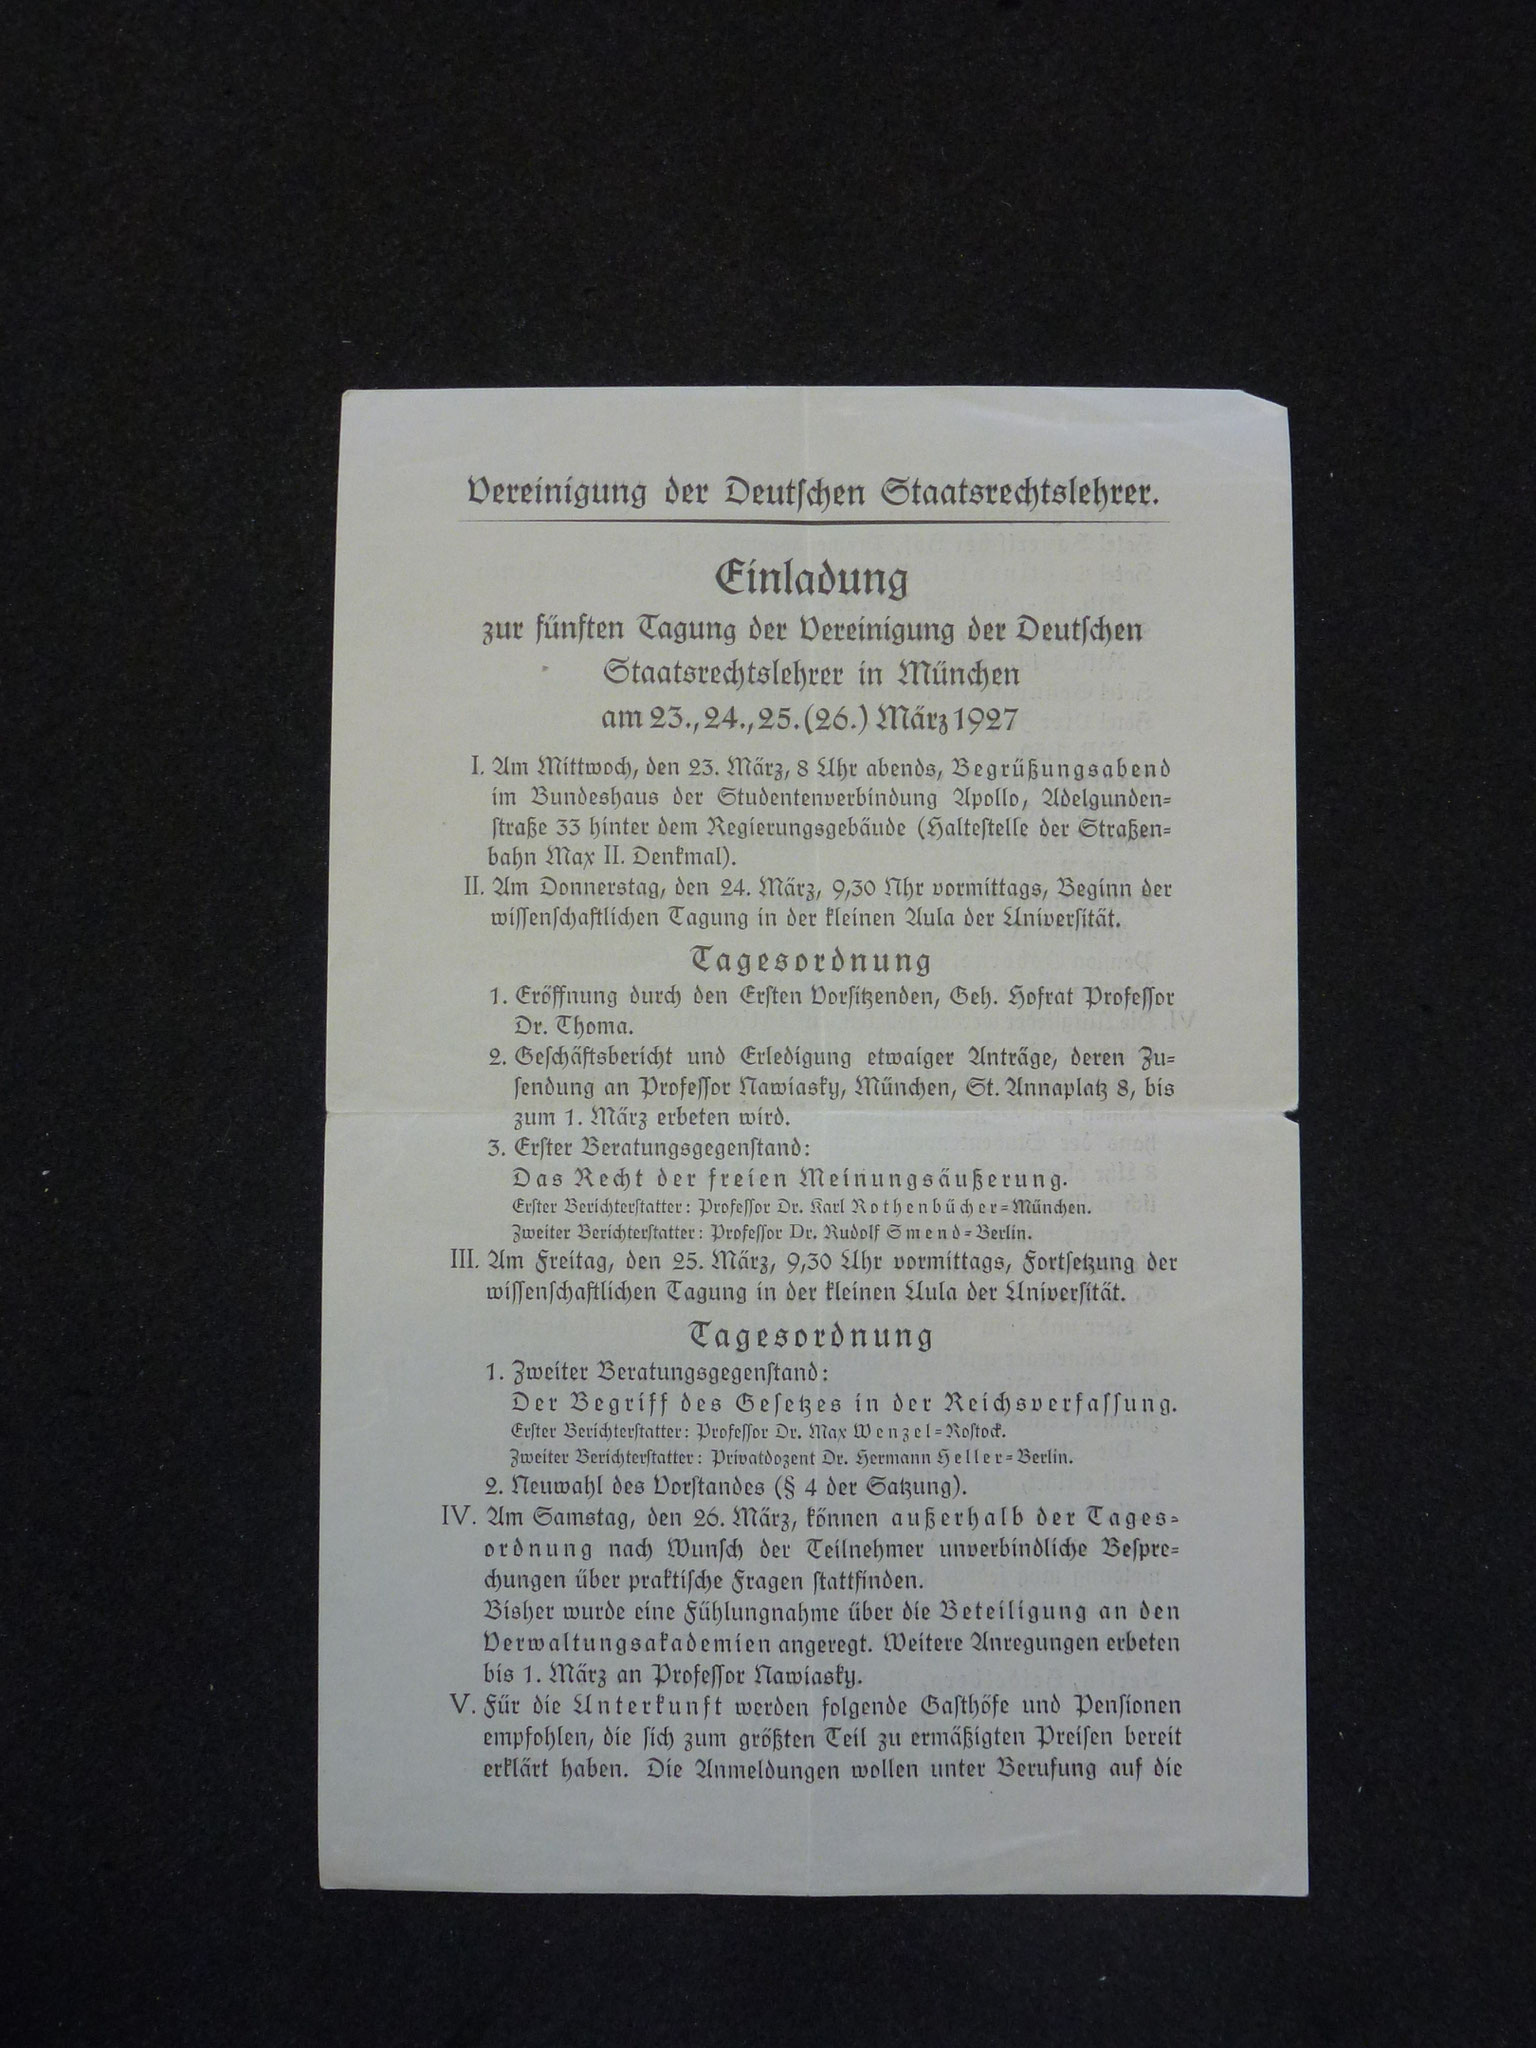 Vereinigung der Deutschen Staatsrechtslehrer.
Einladung
zur fünften Tagung der Vereinigung der Deutschen
Staatsrechtslehrer in München
am 23., 24., 25. (26.) März 1927
I. Am Mittwoch, den 23. März, 8 Uhr abends, Begrüßungsabend
im Bundeshaus der Studentenverbindung Apollo, Adelgunden-
straße 33 hinter dem Regierungsgebäude (Haltestelle der Straßen-
bahn Max II. Denkmal).
II. Am Donnerstag, den 24. März, 9,30 Nhr vormittags, Beginn der
wissenschaftlichen Tagung in der kleinen Aula der Universität.
Tagesordnung
1. Eröffnung durch den Ersten Vorsitzenden, Geh. Hofrat Professor
Dr. Thoma.
2. Geschäftsbericht und Erledigung etwaiger Anträge, deren Zu-
sendung an Professor Nawiasky, München, St. Annaplatz 8, bis
zum 1. März erbeten wird.
3. Erster Beratungsgegenstand:
Das Recht der freien Meinungsäußerung.
Erster Berichterstatter: Professor Dr. Karl Rothenbücher-München.
Zweiter Berichterstatter: Professor Dr. Rudolf Smend-Berlin.
III. Am Freitag, den 25. März, 9,30 Uhr vormittags, Fortsetzung der
wissenschaftlichen Tagung in der kleinen Aula der Universität.
Tagesordnung
1. Zweiter Beratungsgegenstand:
Der Begriff des Gesetzes in der Reichsverfassung.
Erster Berichterstatter: Professor Dr. Max Wenzel-Rostock.
Zweiter Berichterstatter: Privatdozent Dr. Hermann Heller-Berlin.
2. Neuwahl des Vorstandes (§ 4 der Satzung).
IV. Am Samstag, den 26. März, können außerhalb der Tages-
ordnung nach Wunsch der Teilnehmer unverbindliche Bespre-
chungen über praktische Fragen stattfinden.
Bisher wurde eine Fühlungnahme über die Beteiligung an den
Verwaltungsakademien angeregt. Weitere Anregungen erbeten
bis 1. März an Professor Nawiasky.
V. Für die Unterkunft werden folgende Gasthöfe und Pensionen
empfohlen, die sich zum größten Teil zu ermäßigten Preisen bereit
erklärt haben. Die Anmeldungen wollen unter Berufung auf die